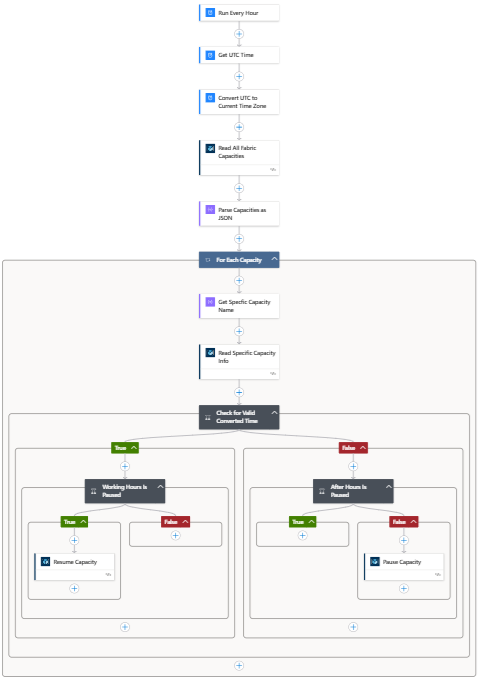 Run Every Hour
Get UTC Time
Convert UTC to
Current Time Zone
Read All Fabric
Capacities
Parse Capacities as
JSON
For Each Capacity
Get Specfic Capacity
Name
Read Specific Capacity
Info
Check for Valid
Converted Time
True
False
Working Hours Is
Paused
After Hours Is
Paused
True
False
True
False
Resume Capacity
Pause Capacity